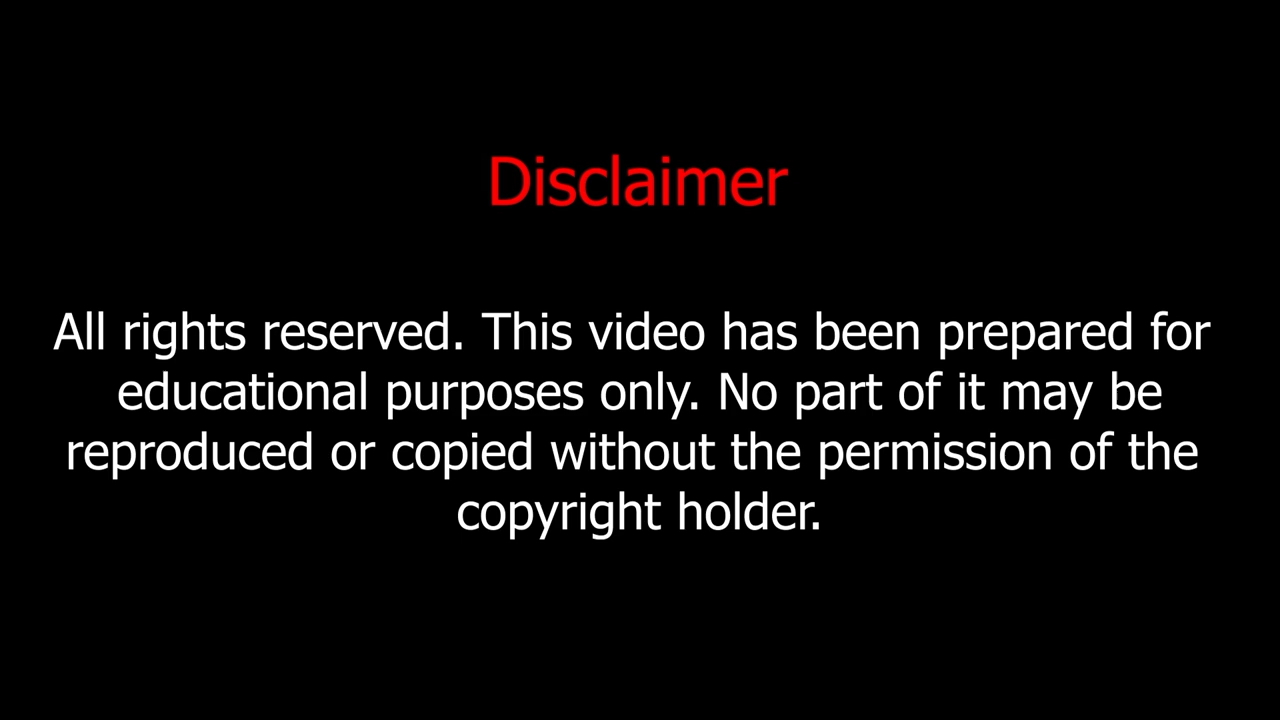 Disclaimer
All rights reserved. This video has been prepared for
educational purposes only. No part of it may be
reproduced or copied without the permission of the
copyright holder.